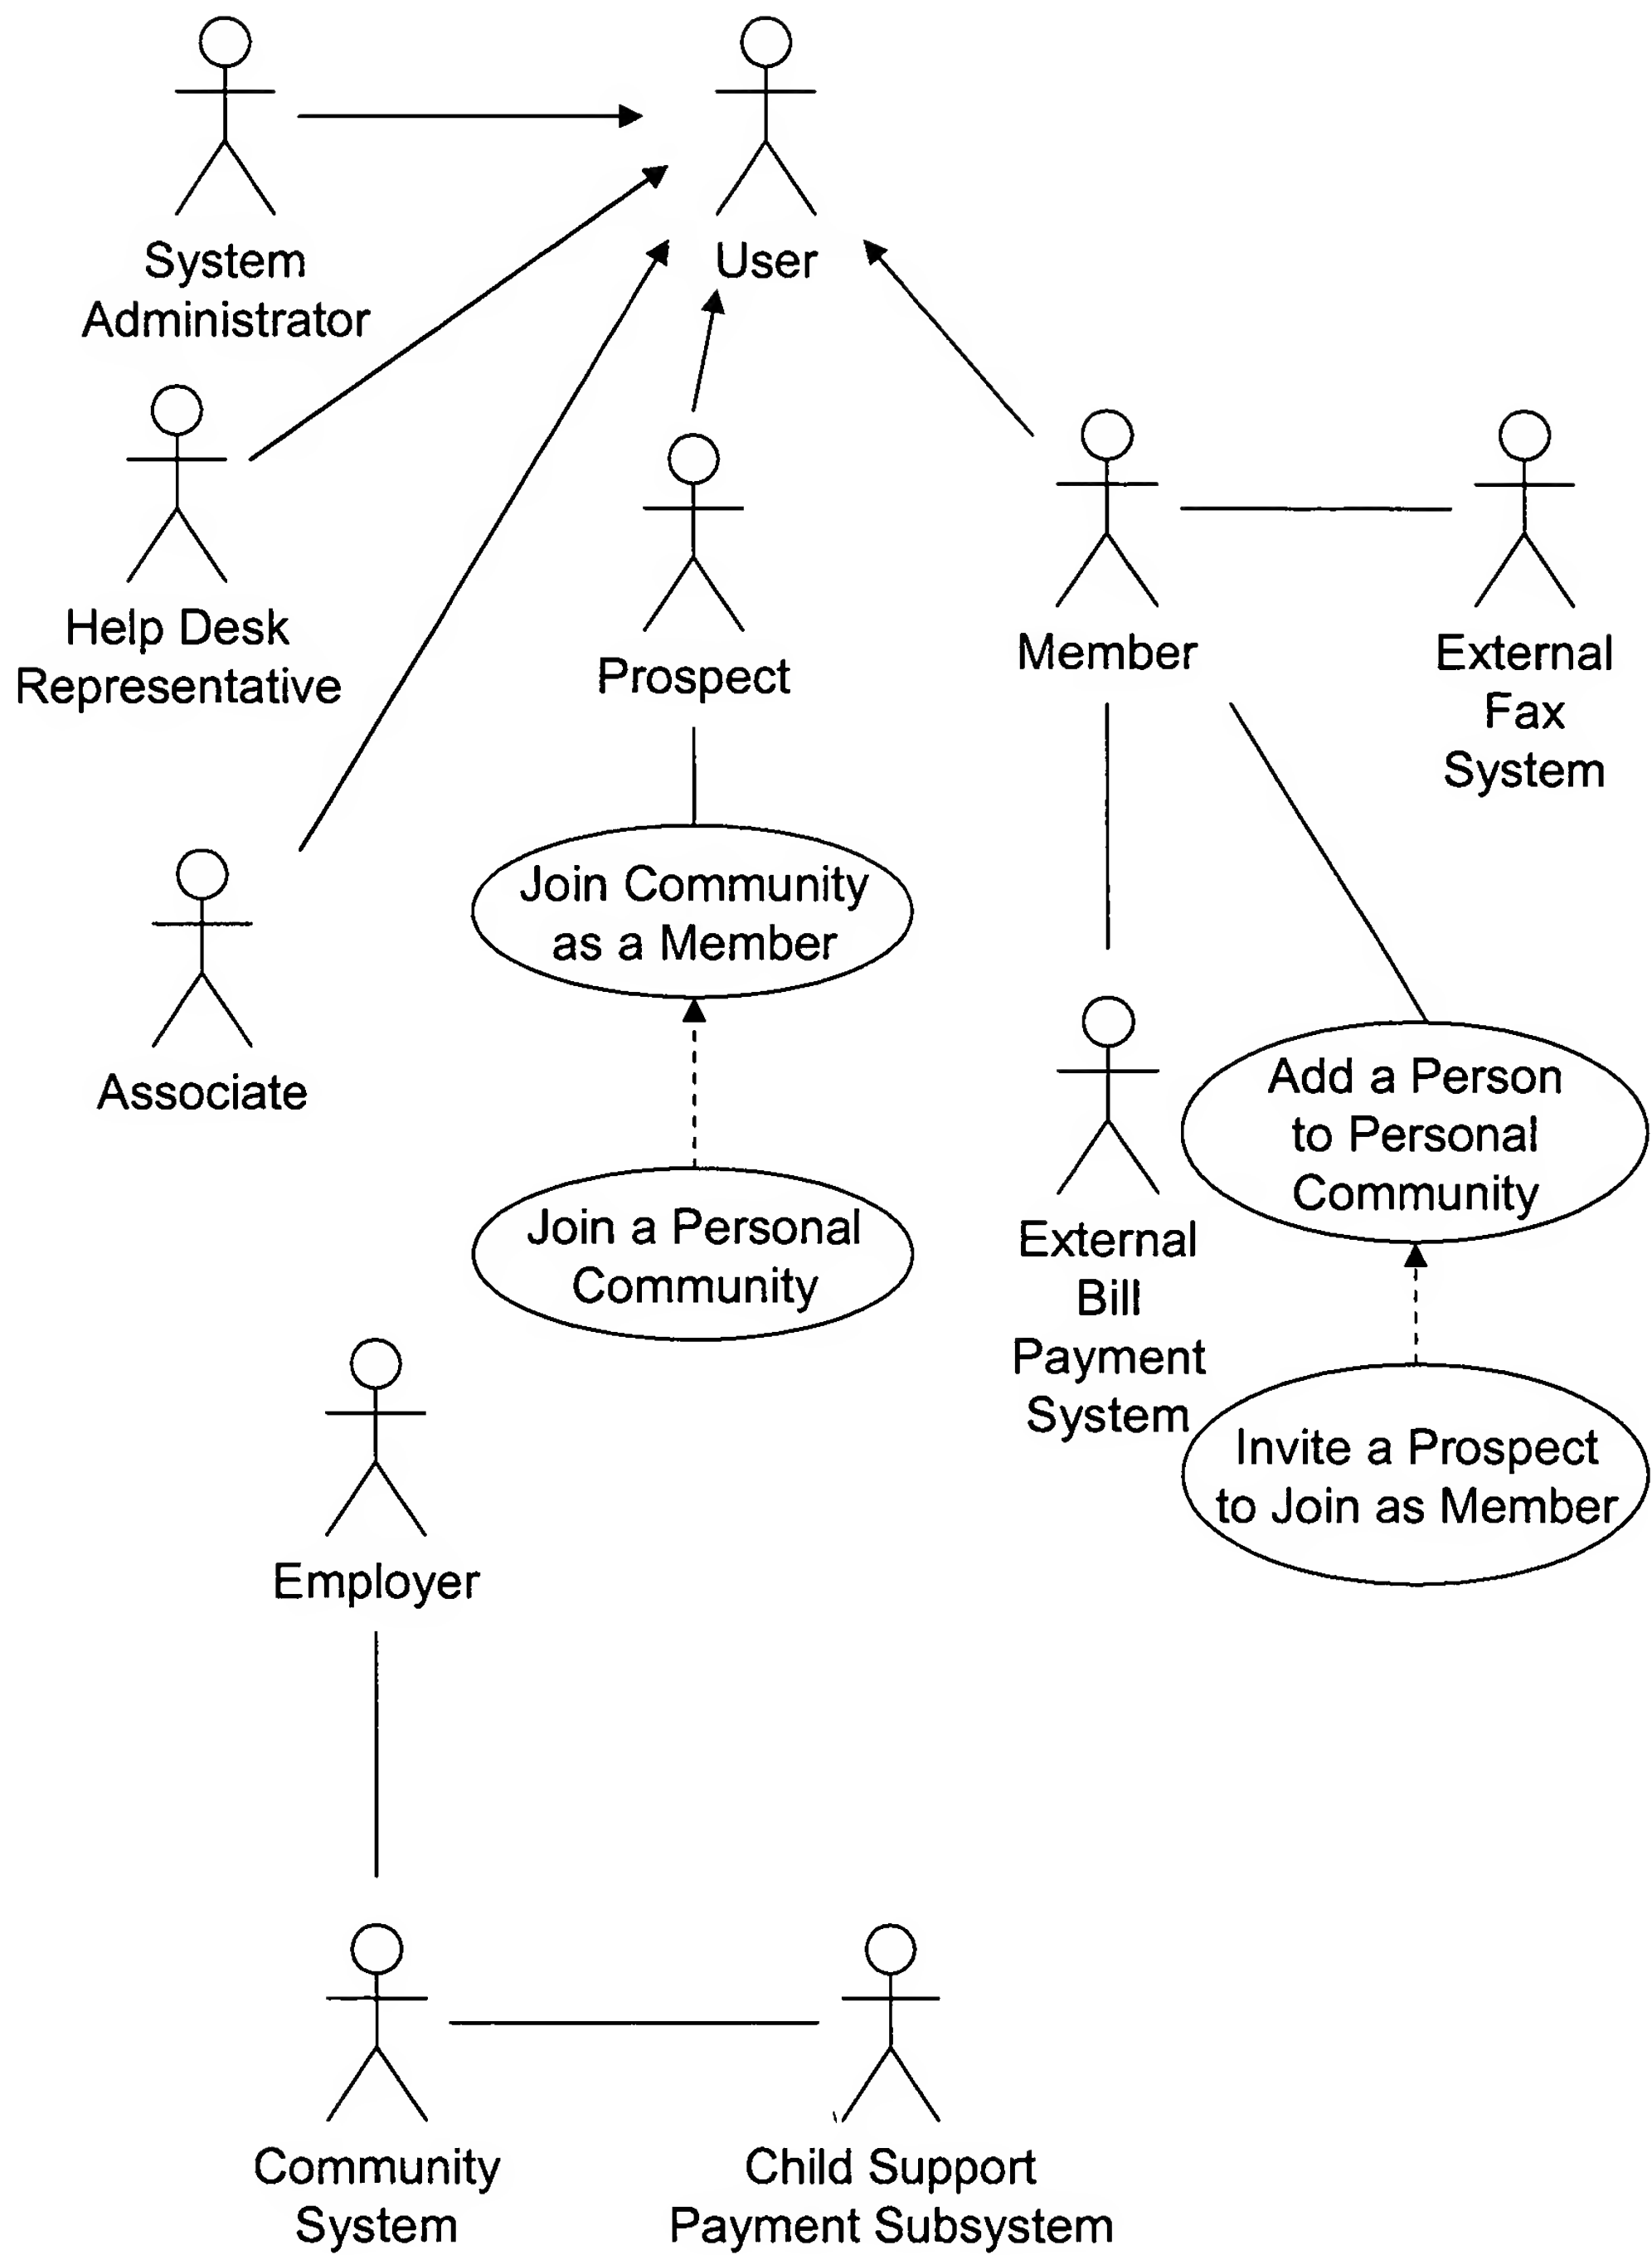 System
Administrator
User
Help Desk
Representative
Prospect
Member
External
Fax
System
Join Community
as a Member
Associate
Add a Person
to Personal
Community
Join a Personal
Community
External
Bill
Payment
System
Invite a Prospect
to Join as Member
Employer
Community
System
Child Support
Payment Subsystem